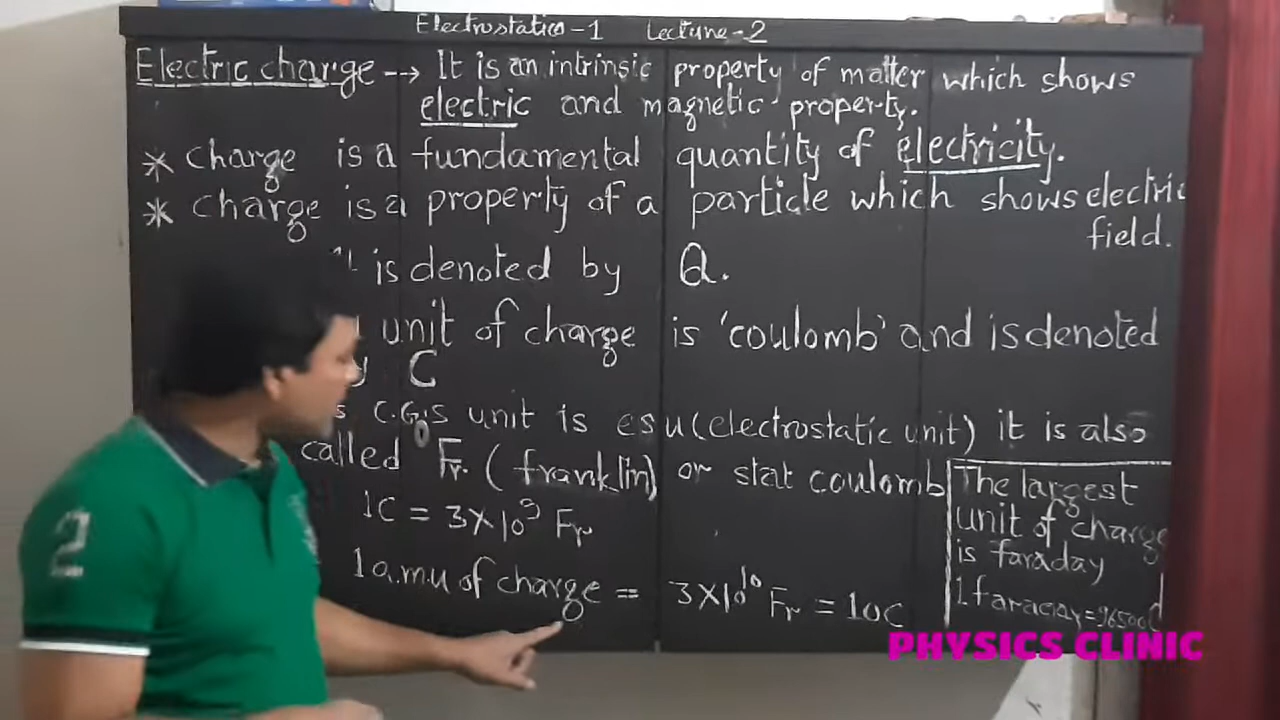 Electrostatics-1 Lecture-2
Electric charge --→ It is an intrinsic property of matter which shows
electric and magnetic property.
* charge is a fundamental quantity of electricity.
* charge is a property of a particle which shows electric
field.
is denoted by Q.
unit of charge is 'coulomb' and is denoted
C
C.G.S unit is esu (electrostatic unit) it is also
called Fr. (franklin) or stat coulomb
1C = 3×10⁹ Fr
1 a.m.u of charge = 3×10¹⁰ Fr = 10C
The largest
unit of charge
is faraday
1 faraday = 96500C
2
PHYSICS CLINIC